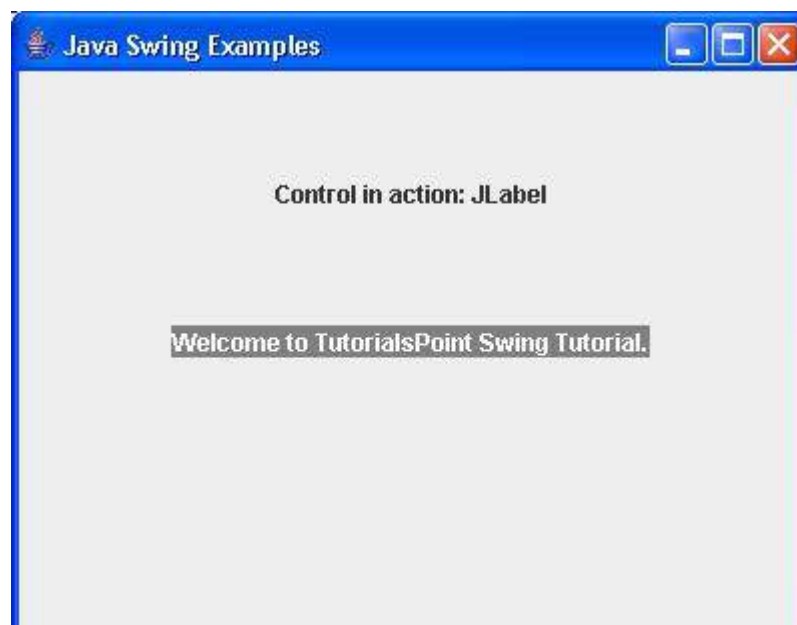 Java Swing Examples
Control in action: JLabel
Welcome to TutorialsPoint Swing Tutorial.